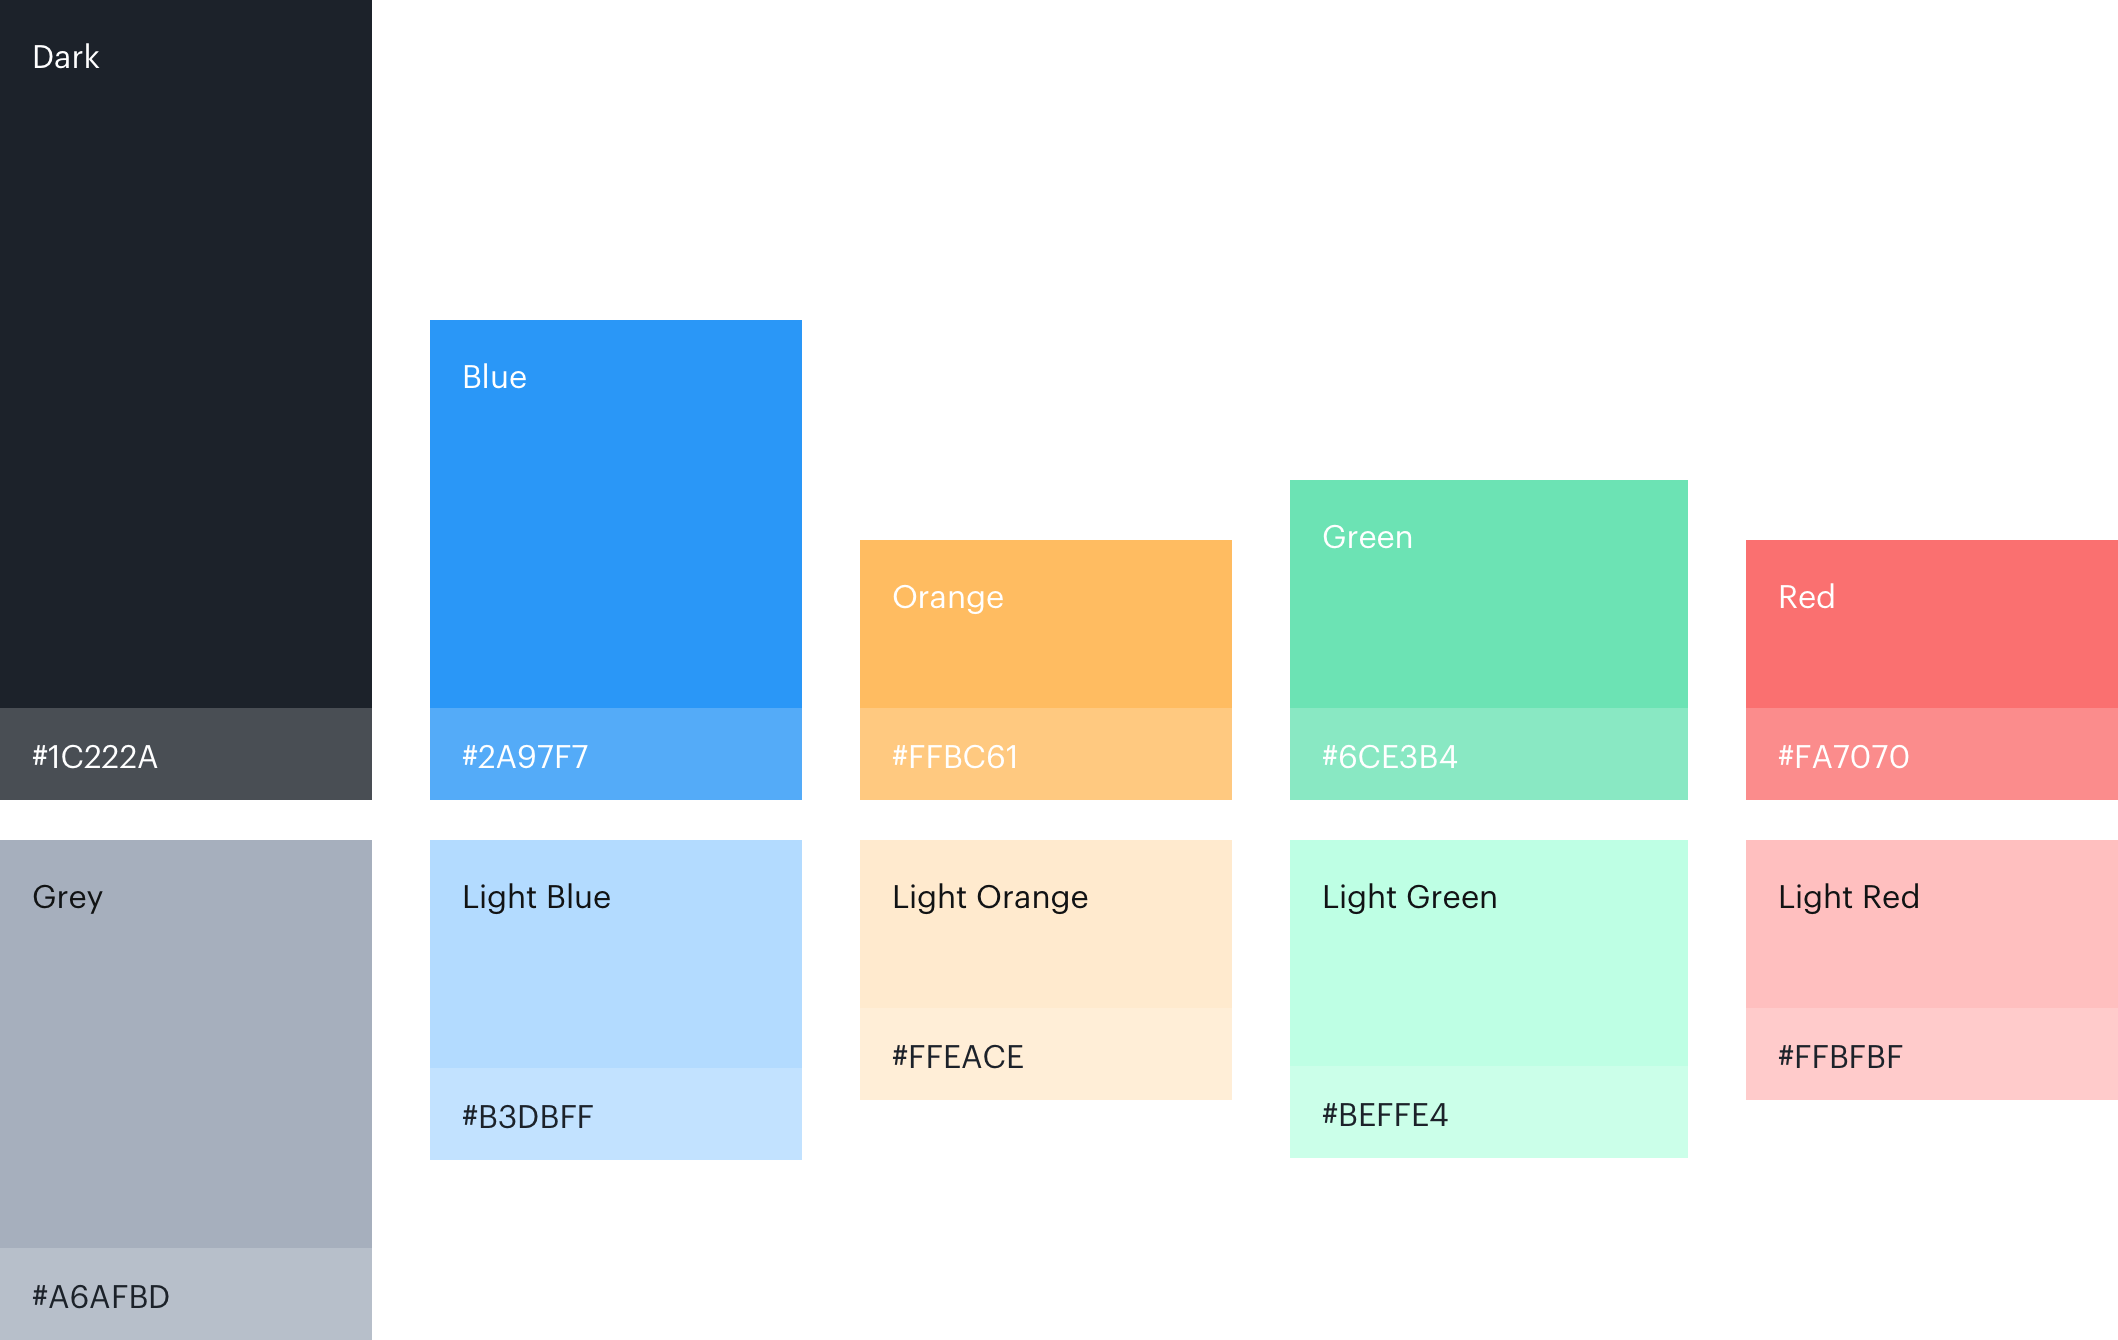 Dark
#1C222A
Blue
#2A97F7
Orange
#FFBC61
Green
#6CE3B4
Red
#FA7070
Grey
#A6AFBD
Light Blue
#B3DBFF
Light Orange
#FFEACE
Light Green
#BEFFE4
Light Red
#FFBFBF